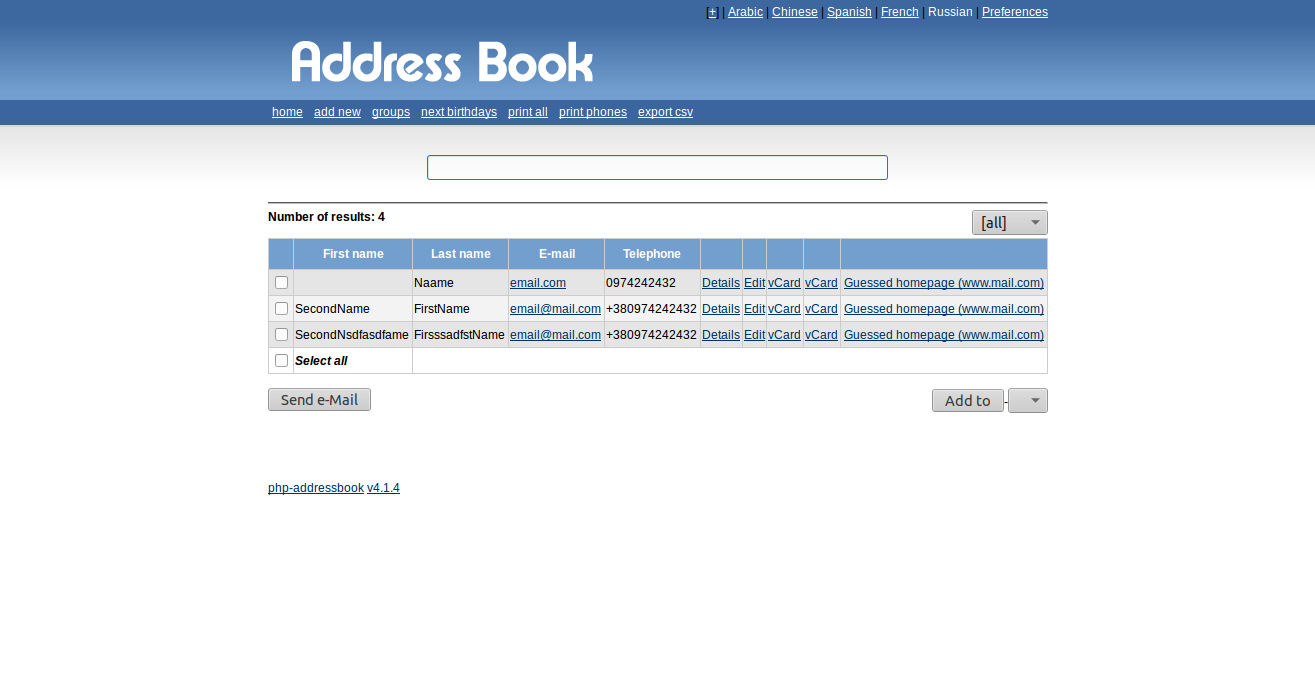 [+] | Arabic | Chinese | Spanish | French | Russian | Preferences
Address Book
home add new groups next birthdays print all print phones export csv
Number of results: 4
[all]
First name Last name E-mail Telephone
Naame email.com 0974242432 Details Edit vCard vCard Guessed homepage (www.mail.com)
SecondName FirstName email@mail.com +380974242432 Details Edit vCard vCard Guessed homepage (www.mail.com)
SecondNsdfasdfame FirsssadfstName email@mail.com +380974242432 Details Edit vCard vCard Guessed homepage (www.mail.com)
Select all
Send e-Mail Add to -
php-addressbook v4.1.4